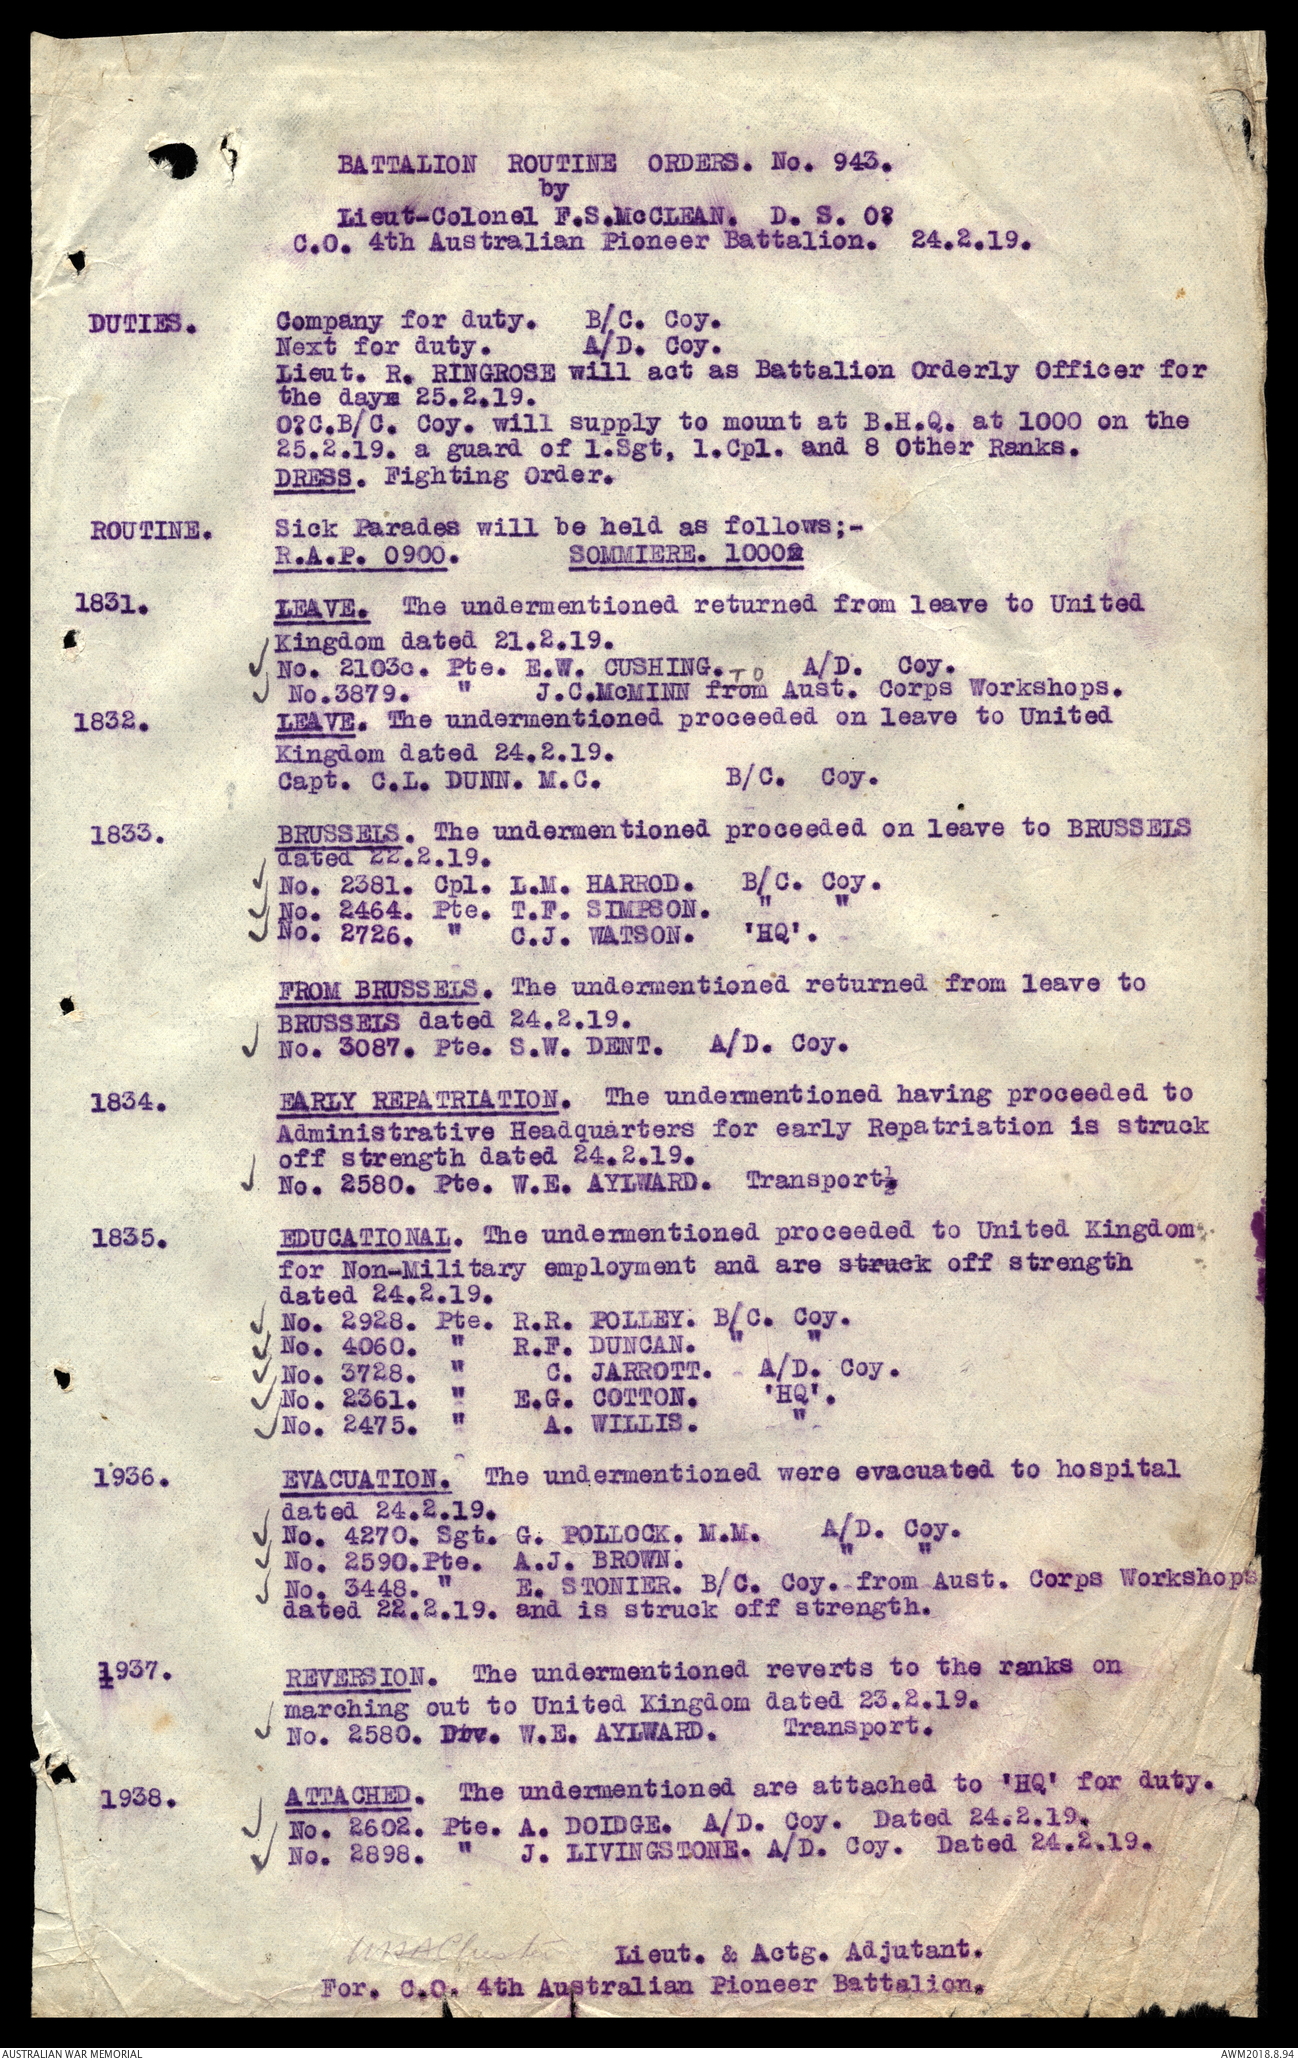 BATTALION ROUTINE ORDERS. No. 943.
by
Lieut-Colonel F.S.McCLEAN. D. S. O?
C.O. 4th Australian Pioneer Battalion. 24.2.19.
DUTIES. Company for duty. B/C. Coy.
Next for duty. A/D. Coy.
Lieut. R. RINGROSE will act as Battalion Orderly Officer for
the days 25.2.19.
O?C.B/C. Coy. will supply to mount at B.H.Q. at 1000 on the
25.2.19. a guard of 1.Sgt, 1.Cpl. and 8 Other Ranks.
DRESS. Fighting Order.
ROUTINE. Sick Parades will be held as follows;-
R.A.P. 0900. SOMMIERE. 1000
1831. LEAVE. The undermentioned returned from leave to United
Kingdom dated 21.2.19.
No. 2103c. Pte. E.W. CUSHING. A/D. Coy.
TO
No.3879. " J.C.McMINN from Aust. Corps Workshops.
1832. LEAVE. The undermentioned proceeded on leave to United
Kingdom dated 24.2.19.
Capt. C.L. DUNN. M.C. B/C. Coy.
1833. BRUSSELS. The undermentioned proceeded on leave to BRUSSELS
dated 22.2.19.
No. 2381. Cpl. L.M. HARROD. B/C. Coy.
No. 2464. Pte. T.F. SIMPSON. " "
No. 2726. " C.J. WATSON. 'HQ'.
FROM BRUSSELS. The undermentioned returned from leave to
BRUSSELS dated 24.2.19.
No. 3087. Pte. S.W. DENT. A/D. Coy.
1834. EARLY REPATRIATION. The undermentioned having proceeded to
Administrative Headquarters for early Repatriation is struck
off strength dated 24.2.19.
No. 2580. Pte. W.E. AYLWARD. Transport½
1835. EDUCATIONAL. The undermentioned proceeded to United Kingdom
for Non-Military employment and are struck off strength
dated 24.2.19.
No. 2928. Pte. R.R. POLLEY. B/C. Coy.
No. 4060. " R.F. DUNCAN. " "
No. 3728. " C. JARROTT. A/D. Coy.
No. 2361. " E.G. COTTON. 'HQ'.
No. 2475. " A. WILLIS. "
1936. EVACUATION. The undermentioned were evacuated to hospital
dated 24.2.19.
No. 4270. Sgt. G. POLLOCK. M.M. A/D. Coy.
No. 2590.Pte. A.J. BROWN. " "
No. 3448. " E. STONIER. B/C. Coy. from Aust. Corps Workshops
dated 22.2.19. and is struck off strength.
1937. REVERSION. The undermentioned reverts to the ranks on
marching out to United Kingdom dated 23.2.19.
No. 2580. Div. W.E. AYLWARD. Transport.
1938. ATTACHED. The undermentioned are attached to 'HQ' for duty.
No. 2602. Pte. A. DOIDGE. A/D. Coy. Dated 24.2.19.
No. 2898. " J. LIVINGSTONE. A/D. Coy. Dated 24.2.19.
Lieut. & Actg. Adjutant.
For. C.O. 4th Australian Pioneer Battalion.
AUSTRALIAN WAR MEMORIAL AWM2018.8.94